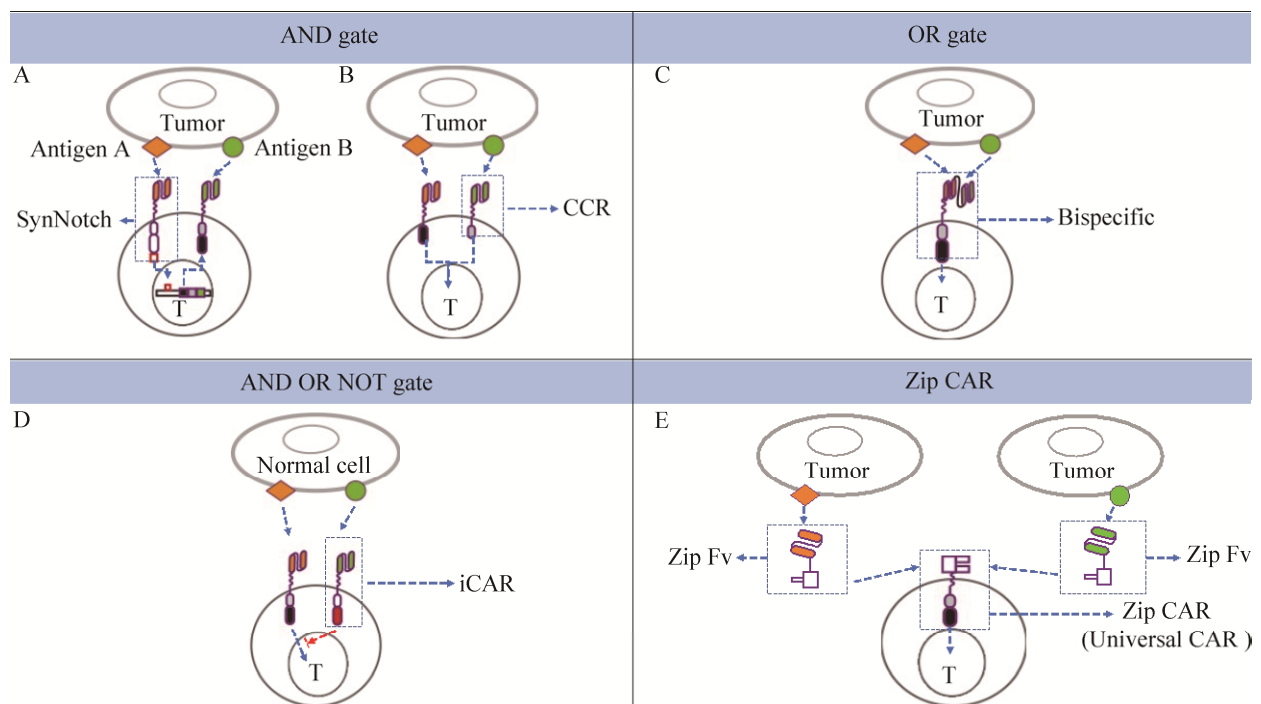 AND gate
OR gate
A
B
C
Tumor
Tumor
Tumor
Antigen A
Antigen B
SynNotch
CCR
Bispecific
T
T
T
AND OR NOT gate
Zip CAR
D
E
Normal cell
Tumor
Tumor
Zip Fv
Zip Fv
iCAR
Zip CAR
(Universal CAR )
T
T